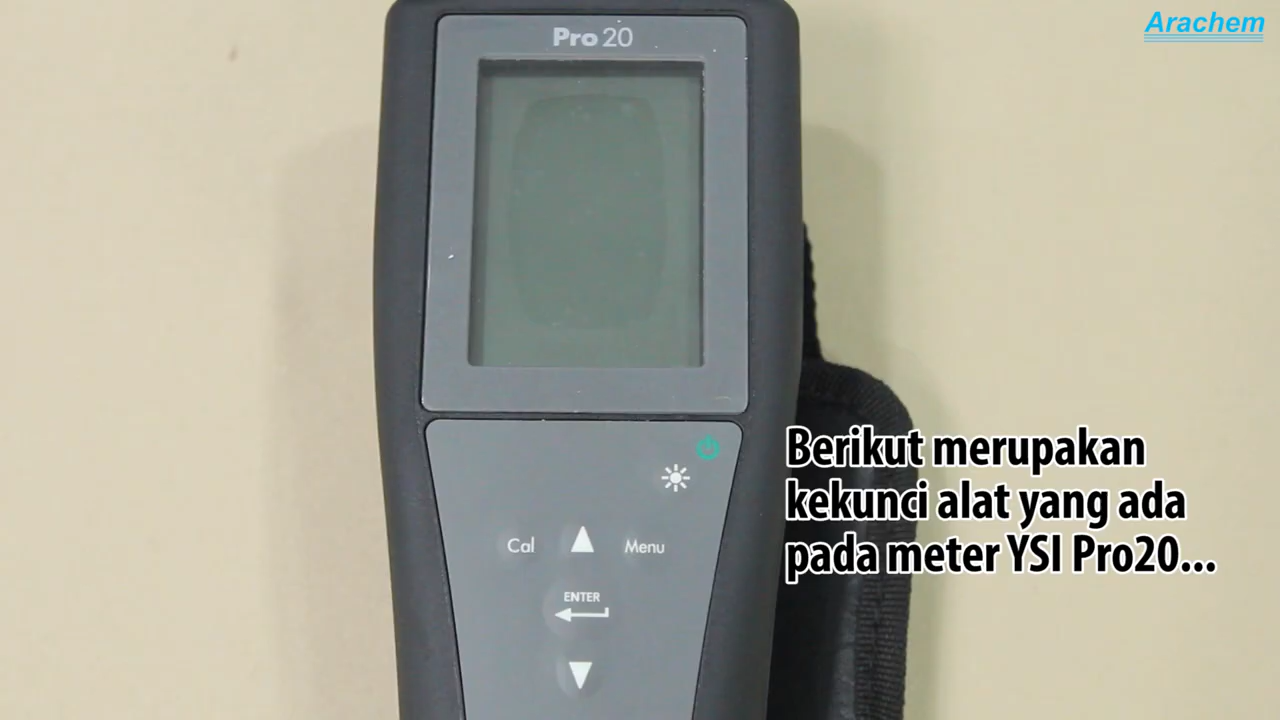 Arachem
Pro20
Cal
Menu
ENTER
Berikut merupakan
kekunci alat yang ada
pada meter YSI Pro20...